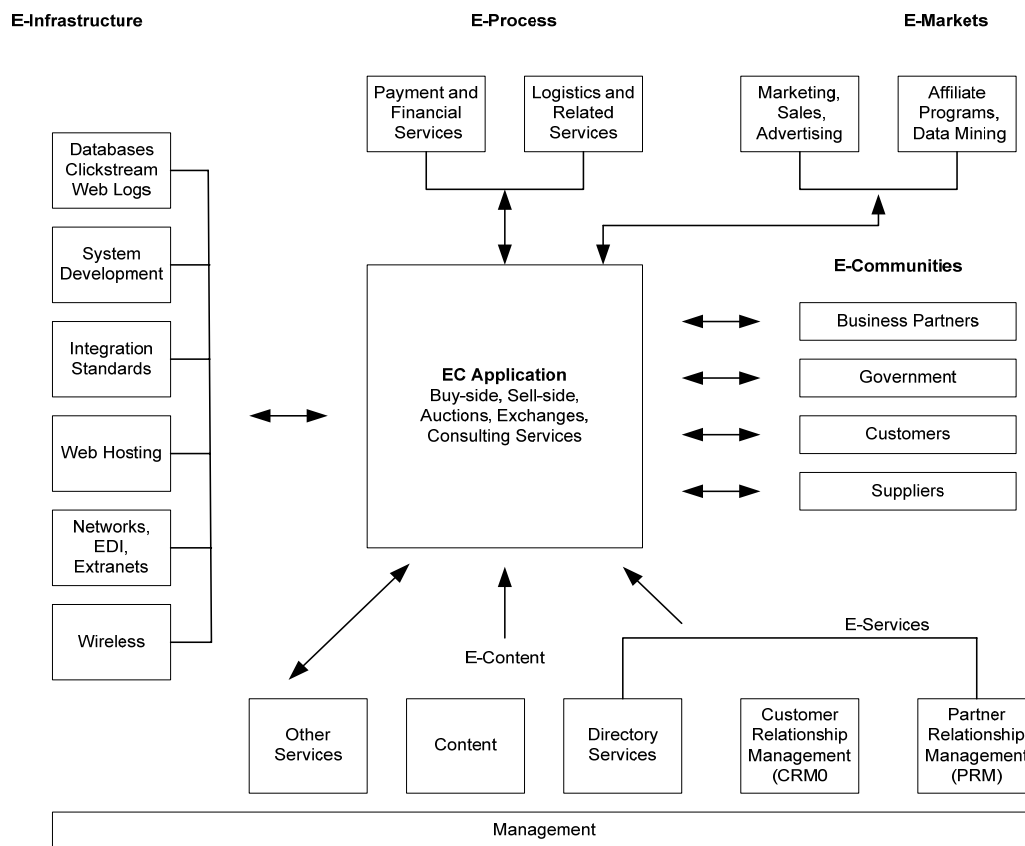 E-Infrastructure
E-Process
E-Markets
Payment and
Financial
Services
Logistics and
Related
Services
Marketing,
Sales,
Advertising
Affiliate
Programs,
Data Mining
Databases
Clickstream
Web Logs
System
Development
Integration
Standards
Web Hosting
Networks,
EDI,
Extranets
Wireless
EC Application
Buy-side, Sell-side,
Auctions, Exchanges,
Consulting Services
E-Communities
Business Partners
Government
Customers
Suppliers
E-Content
E-Services
Other
Services
Content
Directory
Services
Customer
Relationship
Management
(CRM0
Partner
Relationship
Management
(PRM)
Management